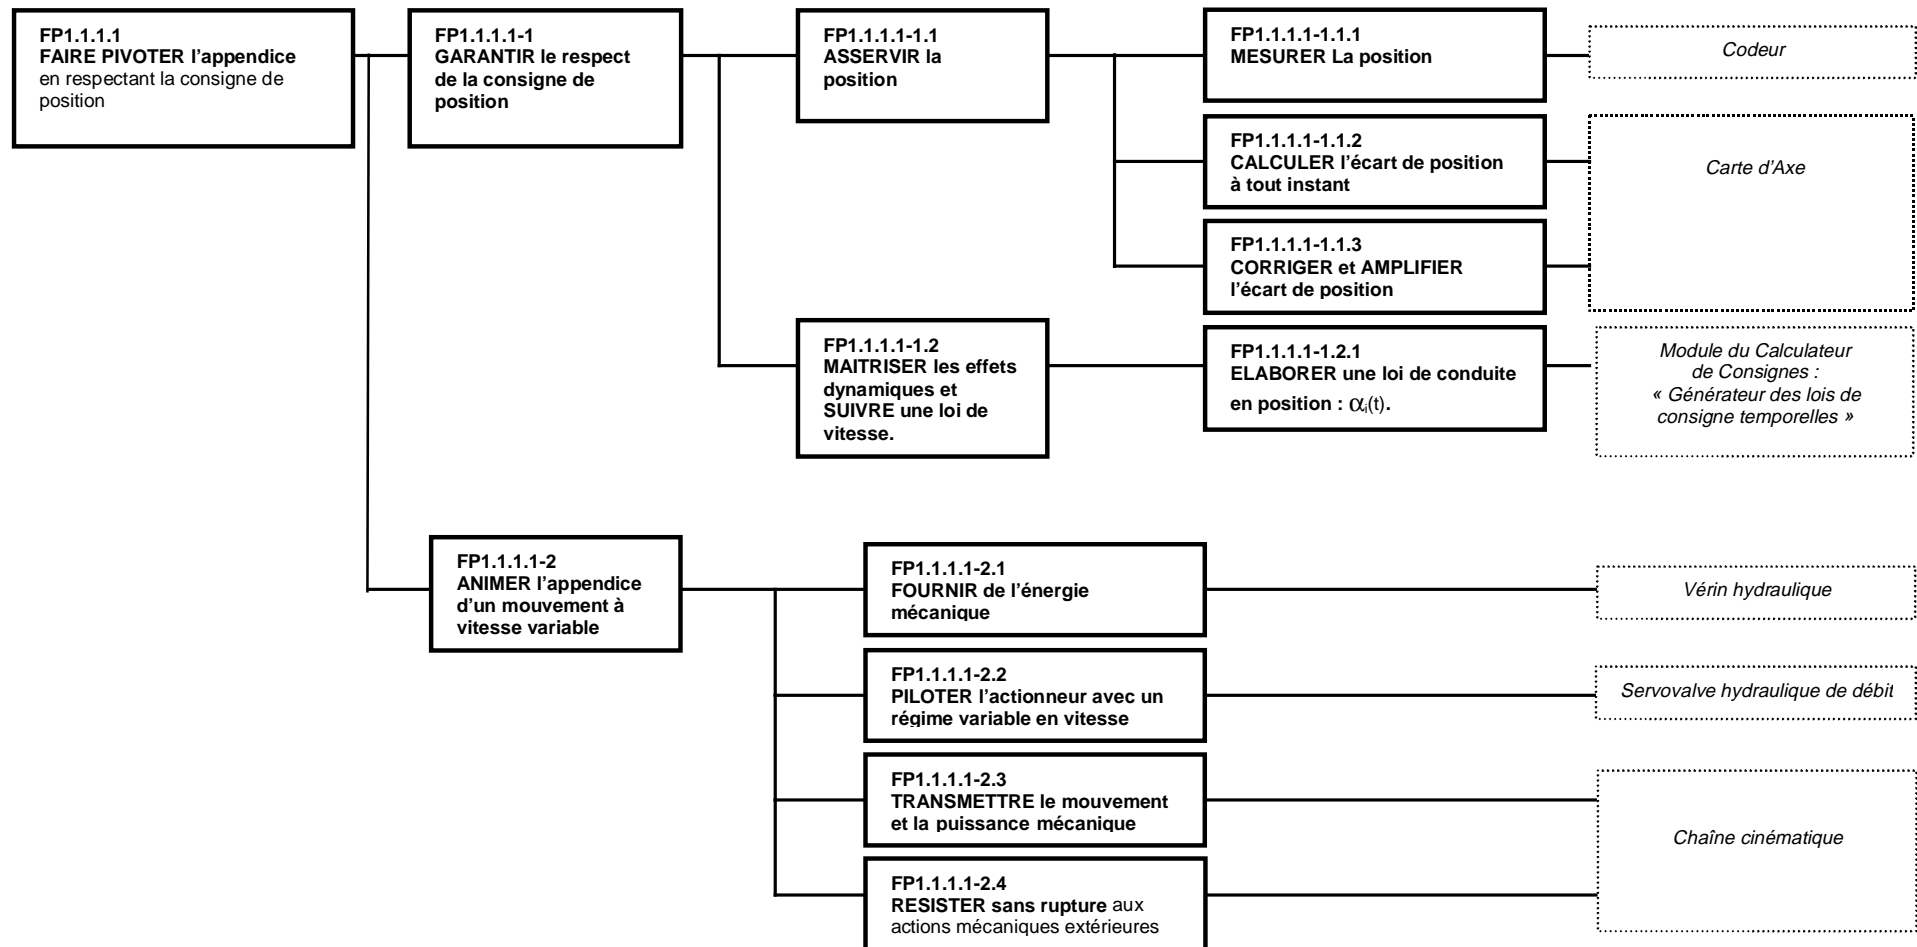 FP1.1.1.1
FAIRE PIVOTER l'appendice
en respectant la consigne de
position
FP1.1.1.1-1
GARANTIR le respect
de la consigne de
position
FP1.1.1.1-1.1
ASSERVIR la
position
FP1.1.1.1-1.1.1
MESURER La position
Codeur
FP1.1.1.1-1.1.2
CALCULER l'écart de position
à tout instant
Carte d'Axe
FP1.1.1.1-1.1.3
CORRIGER et AMPLIFIER
l'écart de position
FP1.1.1.1-1.2
MAITRISER les effets
dynamiques et
SUIVRE une loi de
vitesse.
FP1.1.1.1-1.2.1
ELABORER une loi de conduite
en position : αi(t).
Module du Calculateur
de Consignes :
« Générateur des lois de
consigne temporelles »
FP1.1.1.1-2
ANIMER l'appendice
d'un mouvement à
vitesse variable
FP1.1.1.1-2.1
FOURNIR de l'énergie
mécanique
Vérin hydraulique
FP1.1.1.1-2.2
PILOTER l'actionneur avec un
régime variable en vitesse
Servovalve hydraulique de débit
FP1.1.1.1-2.3
TRANSMETTRE le mouvement
et la puissance mécanique
Chaîne cinématique
FP1.1.1.1-2.4
RESISTER sans rupture aux
actions mécaniques extérieures